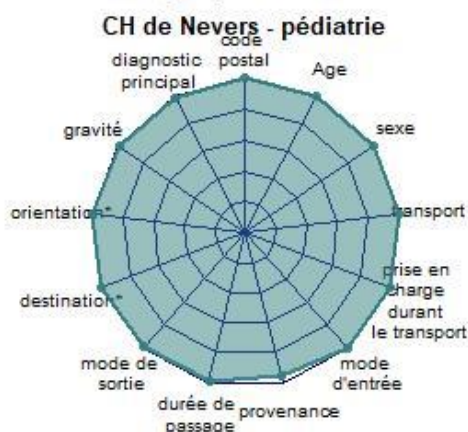 CH de Nevers - pédiatrie
code
postal
Age
sexe
transport
prise en
charge
durant
le transport
mode
d'entrée
provenance
durée de
passage
mode de
sortie
destination*
orientation*
gravité
diagnostic
principal